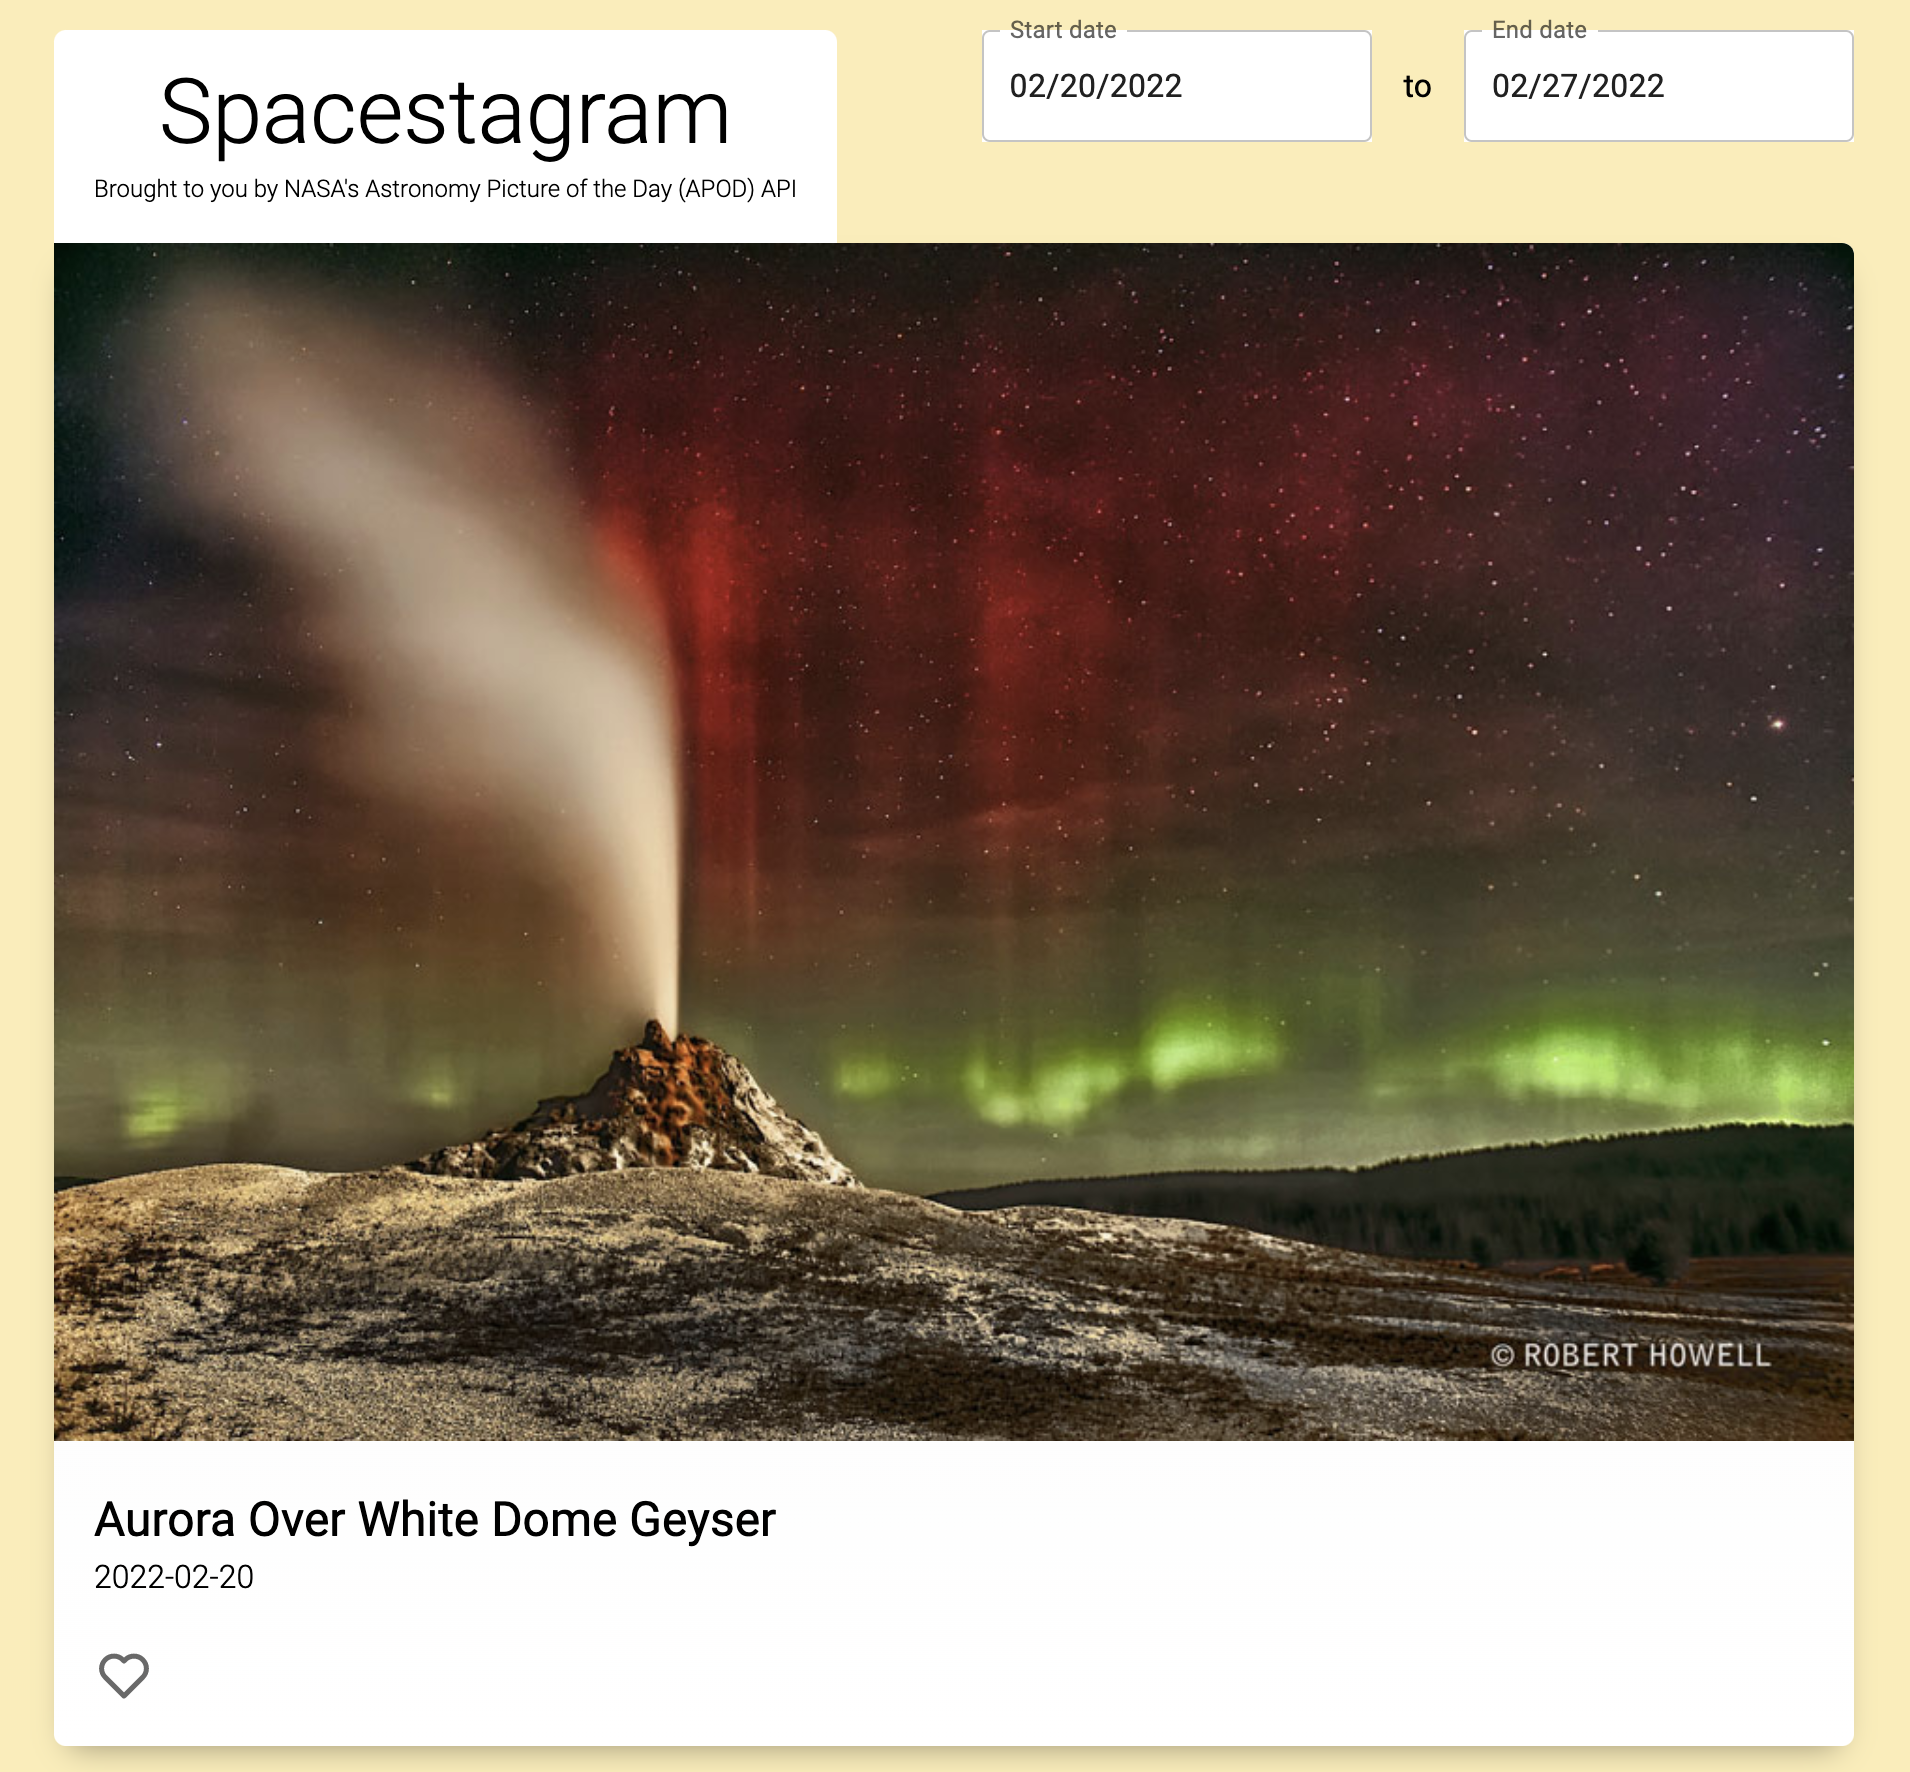 Spacestagram
Brought to you by NASA's Astronomy Picture of the Day (APOD) API
Start date
02/20/2022
to
End date
02/27/2022
© ROBERT HOWELL
Aurora Over White Dome Geyser
2022-02-20